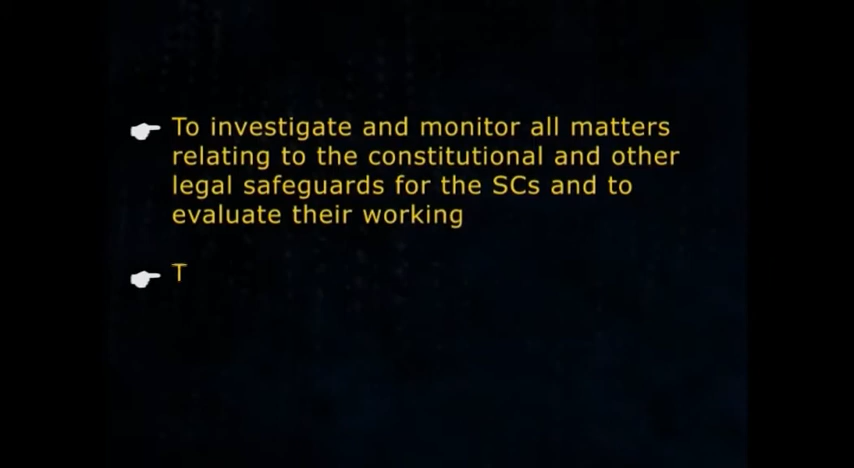 To investigate and monitor all matters
relating to the constitutional and other
legal safeguards for the SCs and to
evaluate their working
T